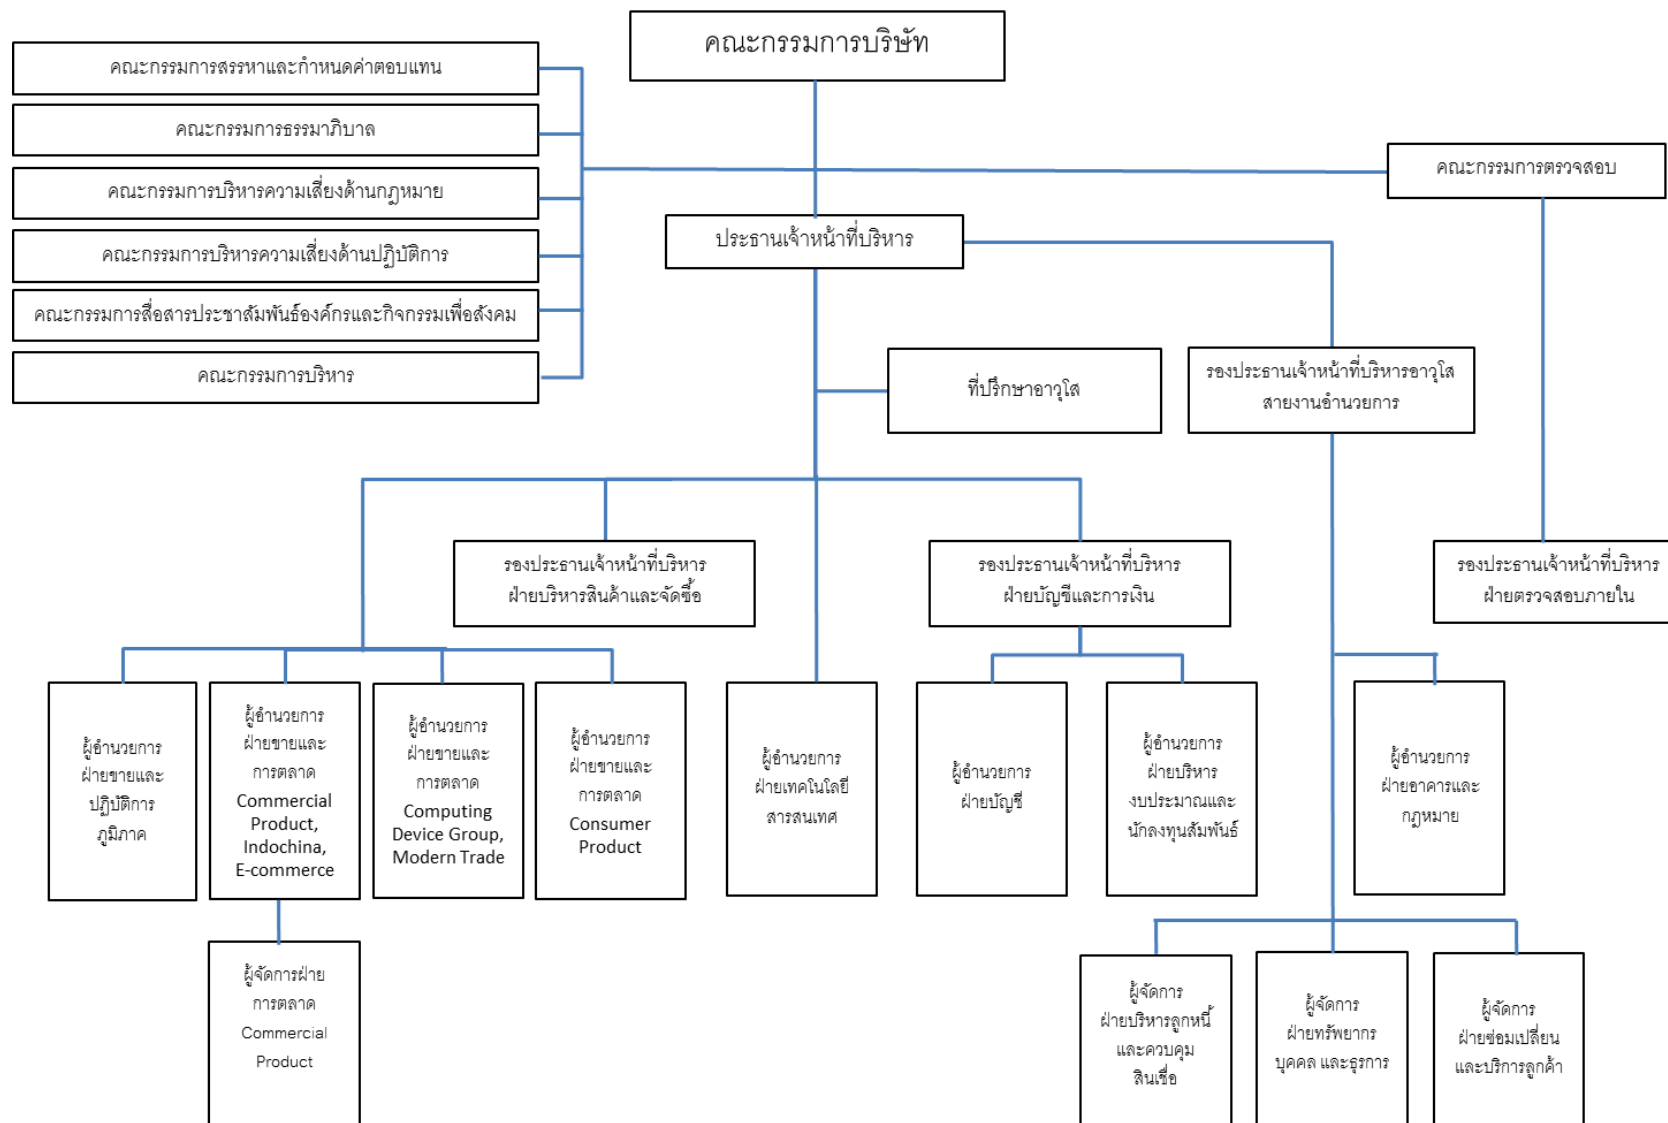 คณะกรรมการบริษัท
คณะกรรมการสรรหาและกำหนดค่าตอบแทน
คณะกรรมการธรรมาภิบาล
คณะกรรมการบริหารความเสี่ยงด้านกฎหมาย
คณะกรรมการบริหารความเสี่ยงด้านปฏิบัติการ
คณะกรรมการสื่อสารประชาสัมพันธ์องค์กรและกิจกรรมเพื่อสังคม
คณะกรรมการบริหาร
คณะกรรมการตรวจสอบ
ประธานเจ้าหน้าที่บริหาร
ที่ปรึกษาอาวุโส
รองประธานเจ้าหน้าที่บริหารอาวุโส
สายงานอำนวยการ
รองประธานเจ้าหน้าที่บริหาร
ฝ่ายบริหารสินค้าและจัดซื้อ
รองประธานเจ้าหน้าที่บริหาร
ฝ่ายบัญชีและการเงิน
รองประธานเจ้าหน้าที่บริหาร
ฝ่ายตรวจสอบภายใน
ผู้อำนวยการ
ฝ่ายขายและ
ปฏิบัติการ
ภูมิภาค
ผู้อำนวยการ
ฝ่ายขายและ
การตลาด
Commercial
Product,
Indochina,
E-commerce
ผู้อำนวยการ
ฝ่ายขายและ
การตลาด
Computing
Device Group,
Modern Trade
ผู้อำนวยการ
ฝ่ายขายและ
การตลาด
Consumer
Product
ผู้อำนวยการ
ฝ่ายเทคโนโลยี
สารสนเทศ
ผู้อำนวยการ
ฝ่ายบัญชี
ผู้อำนวยการ
ฝ่ายบริหาร
งบประมาณและ
นักลงทุนสัมพันธ์
ผู้อำนวยการ
ฝ่ายอาคารและ
กฎหมาย
ผู้จัดการฝ่าย
การตลาด
Commercial
Product
ผู้จัดการ
ฝ่ายบริหารลูกหนี้
และควบคุม
สินเชื่อ
ผู้จัดการ
ฝ่ายทรัพยากร
บุคคล และธุรการ
ผู้จัดการ
ฝ่ายซ่อมเปลี่ยน
และบริการลูกค้า